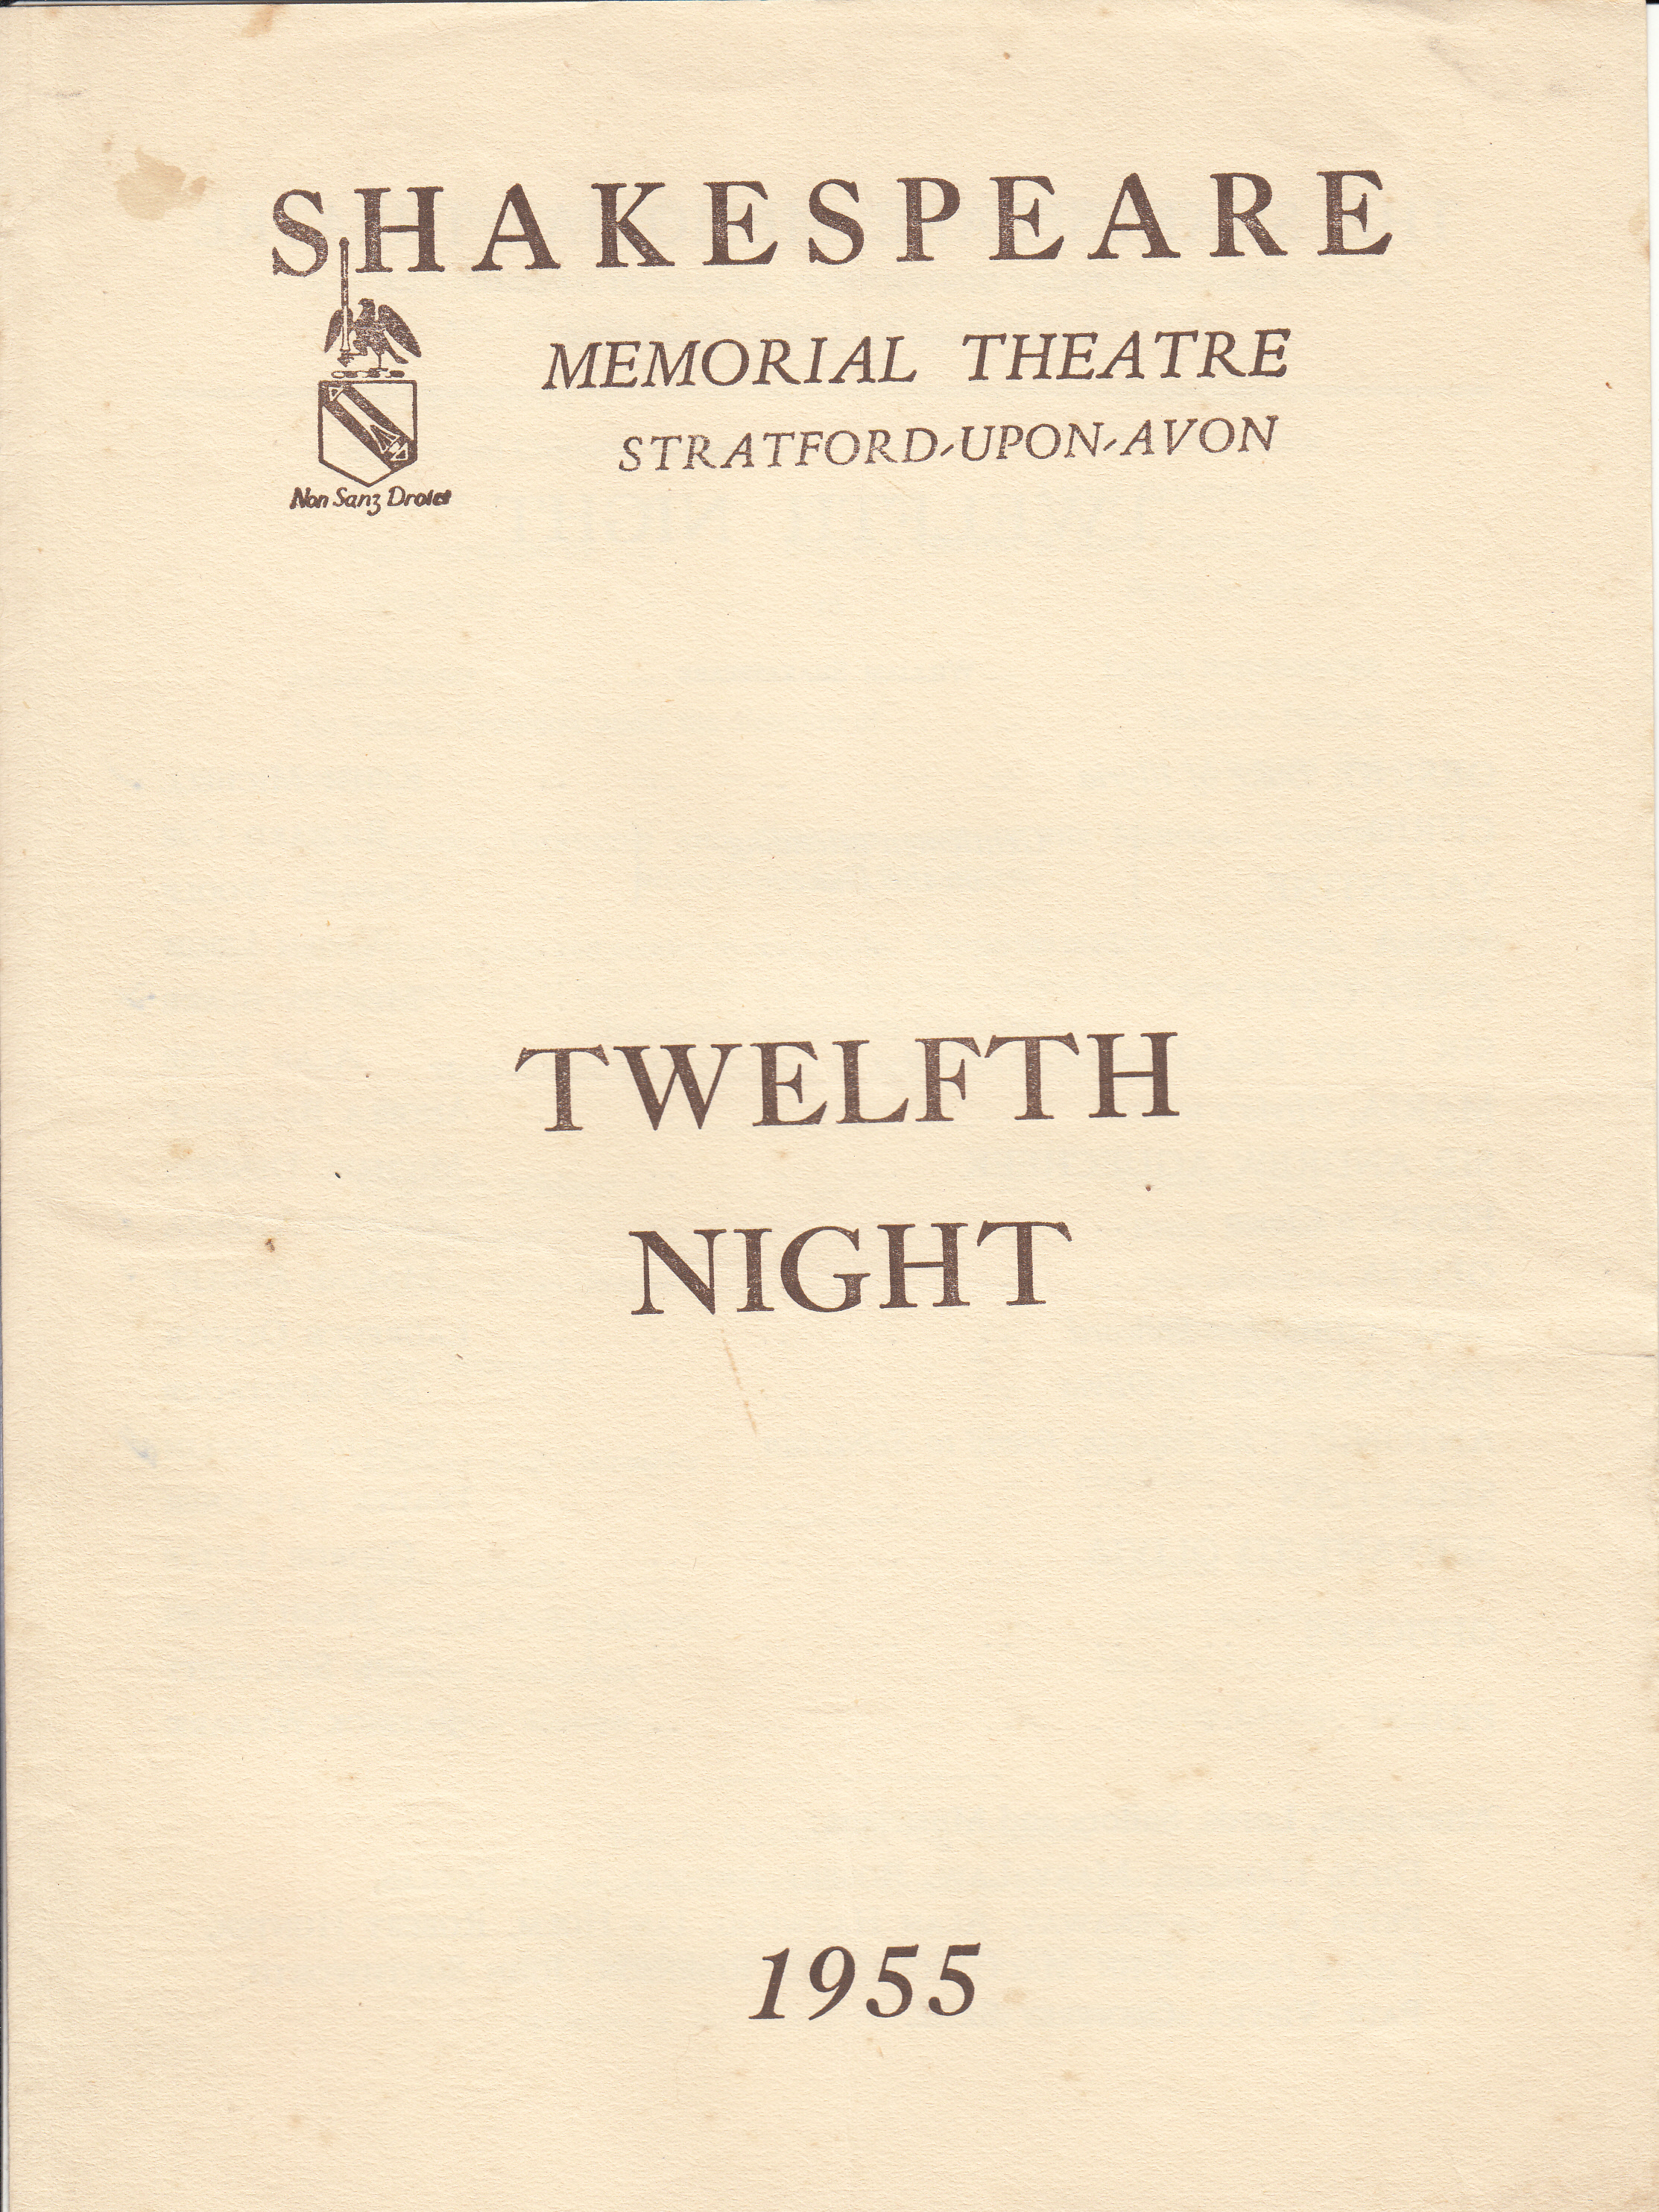 SHAKESPEARE
MEMORIAL THEATRE
STRATFORD-UPON-AVON
Non Sanz Droict
TWELFTH
NIGHT
1955